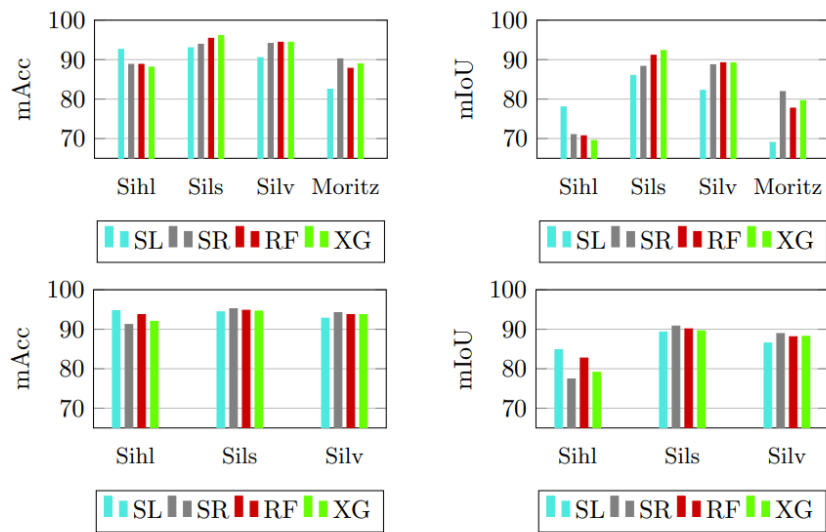 mAcc
100
90
80
70
Sihl Sils Silv Moritz
SL SR RF XG
mIoU
100
90
80
70
Sihl Sils Silv Moritz
SL SR RF XG
mAcc
100
90
80
70
Sihl Sils Silv
SL SR RF XG
mIoU
100
90
80
70
Sihl Sils Silv
SL SR RF XG